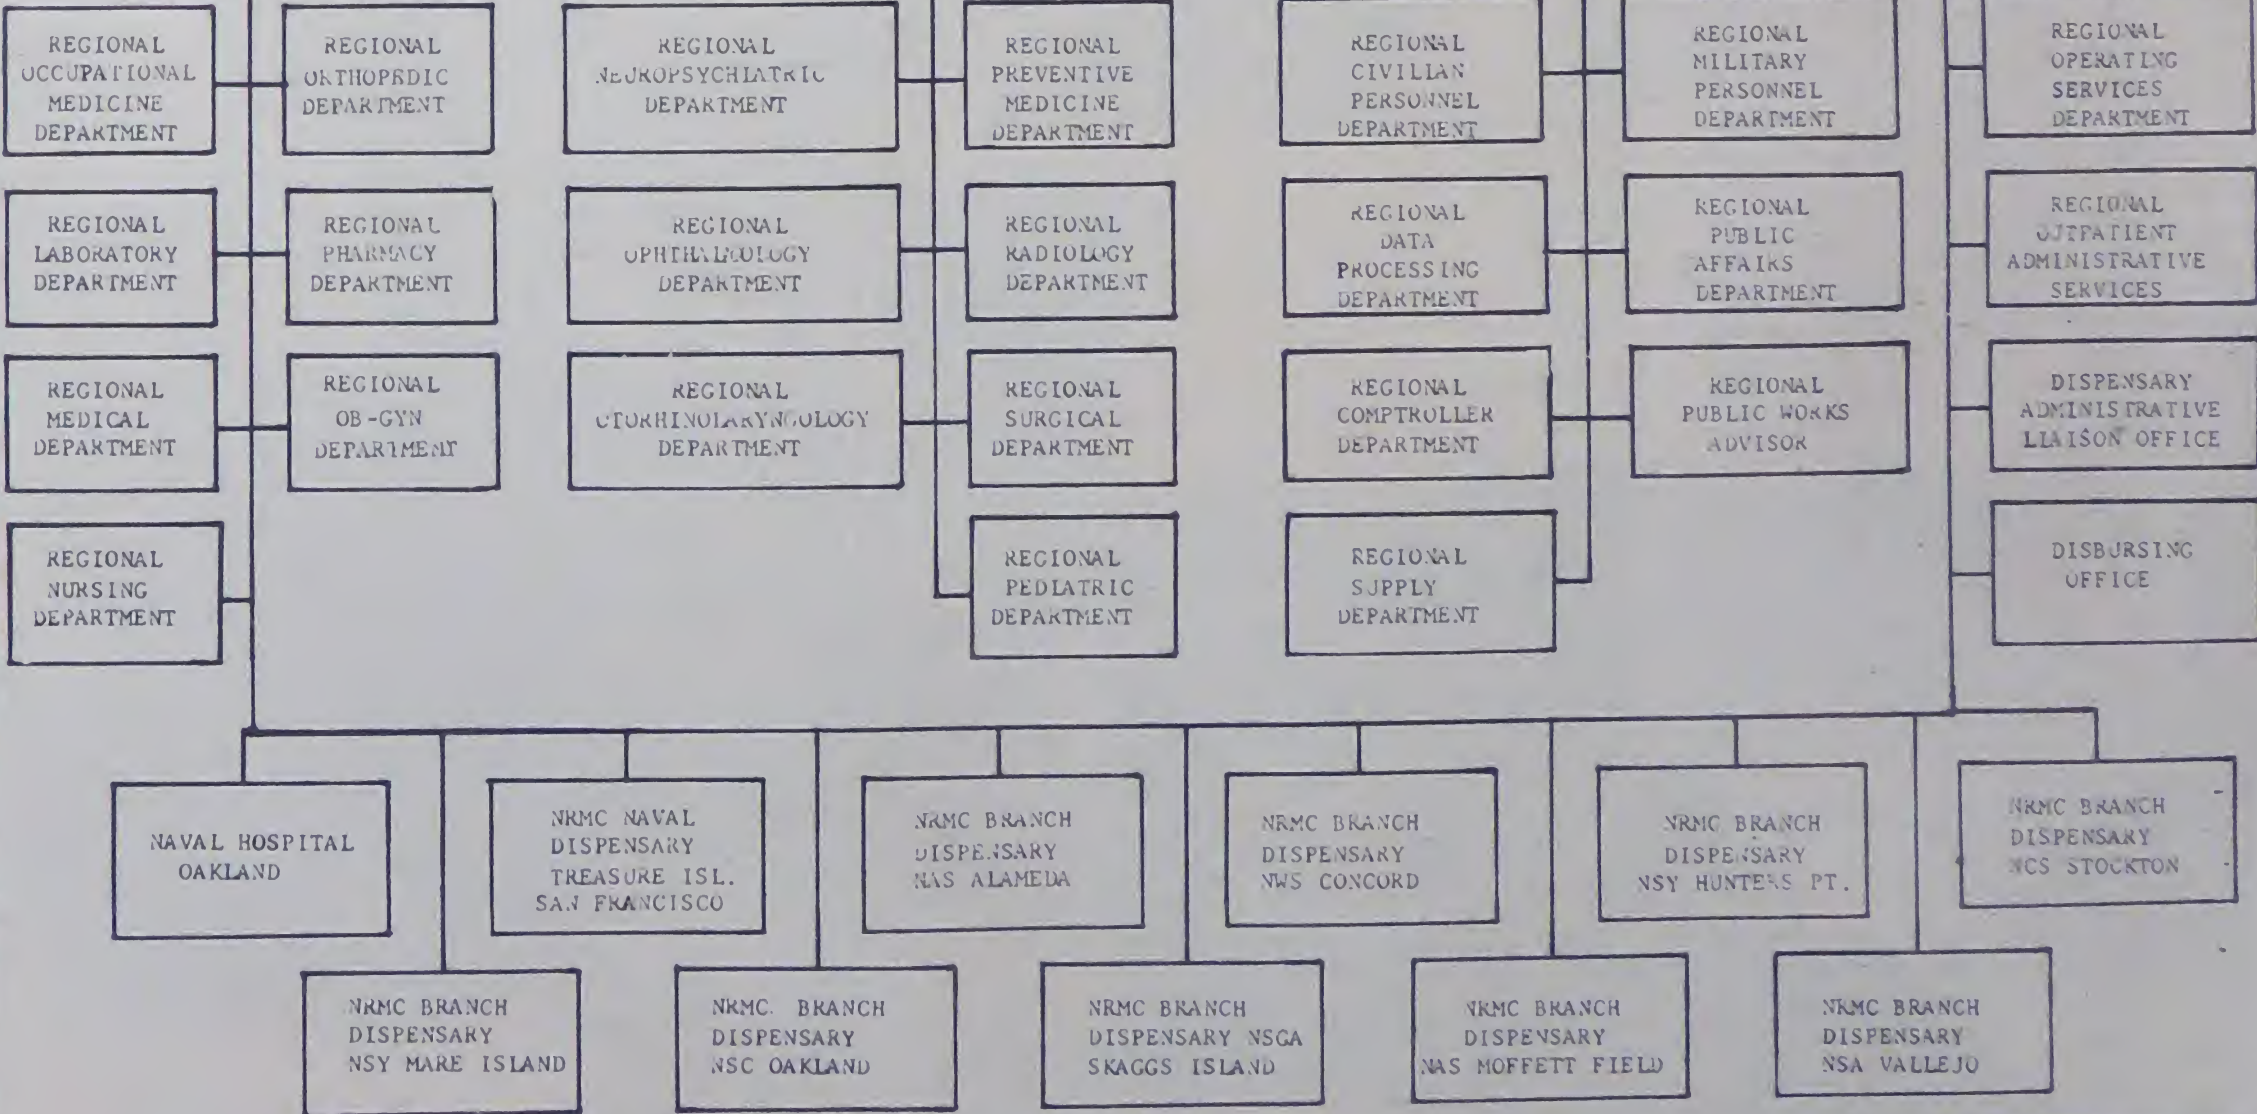 REGIONAL
OCCUPATIONAL
MEDICINE
DEPARTMENT
REGIONAL
ORTHOPEDIC
DEPARTMENT
REGIONAL
NEUROPSYCHIATRIC
DEPARTMENT
REGIONAL
PREVENTIVE
MEDICINE
DEPARTMENT
REGIONAL
CIVILIAN
PERSONNEL
DEPARTMENT
REGIONAL
MILITARY
PERSONNEL
DEPARTMENT
REGIONAL
OPERATING
SERVICES
DEPARTMENT
REGIONAL
LABORATORY
DEPARTMENT
REGIONAL
PHARMACY
DEPARTMENT
REGIONAL
OPHTHALMOLOGY
DEPARTMENT
REGIONAL
RADIOLOGY
DEPARTMENT
REGIONAL
DATA
PROCESSING
DEPARTMENT
REGIONAL
PUBLIC
AFFAIRS
DEPARTMENT
REGIONAL
OUTPATIENT
ADMINISTRATIVE
SERVICES
REGIONAL
MEDICAL
DEPARTMENT
REGIONAL
OB-GYN
DEPARTMENT
REGIONAL
OTORHINOLARYNGOLOGY
DEPARTMENT
REGIONAL
SURGICAL
DEPARTMENT
REGIONAL
COMPTROLLER
DEPARTMENT
REGIONAL
PUBLIC WORKS
ADVISOR
DISPENSARY
ADMINISTRATIVE
LIAISON OFFICE
REGIONAL
NURSING
DEPARTMENT
REGIONAL
PEDIATRIC
DEPARTMENT
REGIONAL
SUPPLY
DEPARTMENT
DISBURSING
OFFICE
NAVAL HOSPITAL
OAKLAND
NRMC NAVAL
DISPENSARY
TREASURE ISL.
SAN FRANCISCO
NRMC BRANCH
DISPENSARY
NAS ALAMEDA
NRMC BRANCH
DISPENSARY
NWS CONCORD
NRMC BRANCH
DISPENSARY
NSY HUNTERS PT.
NRMC BRANCH
DISPENSARY
NCS STOCKTON
NRMC BRANCH
DISPENSARY
NSY MARE ISLAND
NRMC. BRANCH
DISPENSARY
NSC OAKLAND
NRMC BRANCH
DISPENSARY NSGA
SKAGGS ISLAND
NRMC BRANCH
DISPENSARY
NAS MOFFETT FIELD
NRMC BRANCH
DISPENSARY
NSA VALLEJO